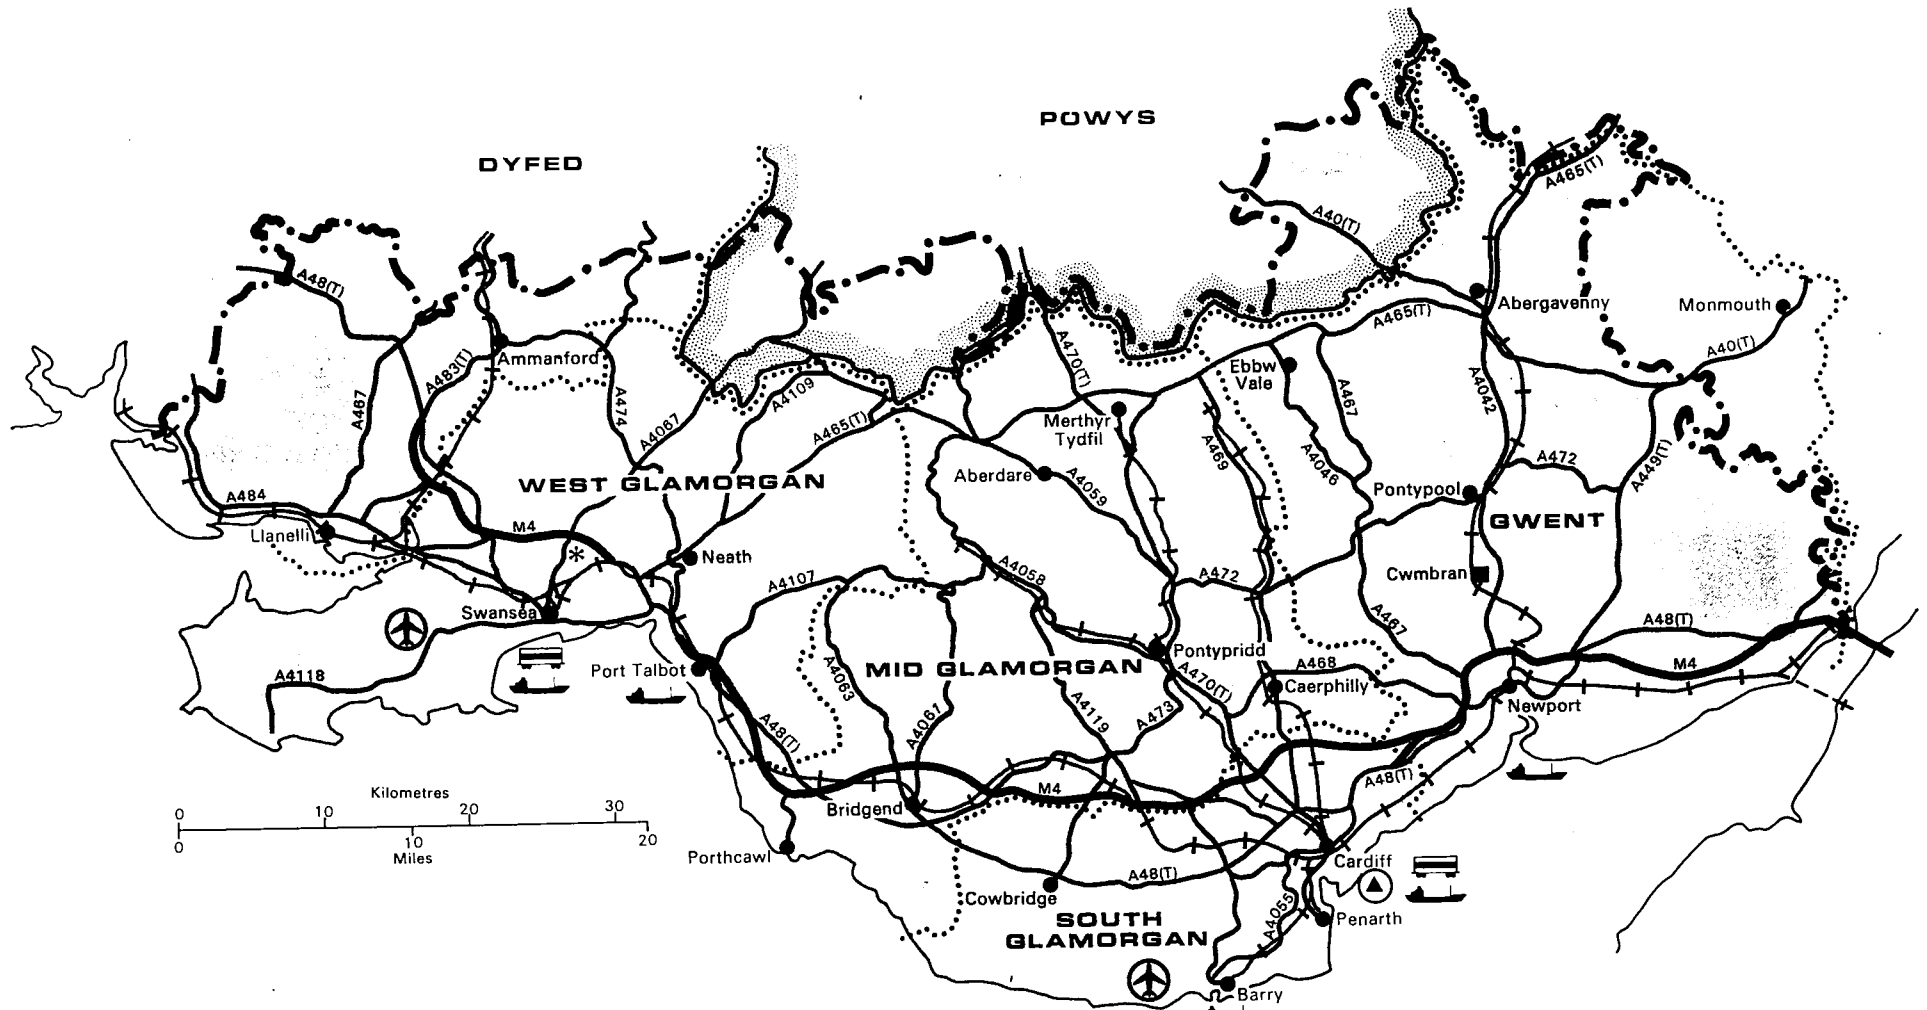 POWYS
DYFED
A465(T)
A40(T)
A48(T)
Abergavenny
Monmouth
A465(T)
A40(T)
Ammanford
A483(T)
A470(T)
Ebbw
Vale
A467
A474
A4109
A467
A4042
A4067
A465(T)
Merthyr
Tydfil
A469
A4046
A472
A449(T)
Aberdare
A4059
WEST GLAMORGAN
Pontypool
A484
GWENT
M4
Llanelli
*
Neath
A4058
A4107
A472
Cwmbran
Swansea
A467
A48(T)
Port Talbot
MID GLAMORGAN
Pontypridd
A468
M4
A4118
A4063
A470(T)
Caerphilly
Newport
A48(T)
A4061
A4119
A473
A48(T)
Kilometres
0 10 20 30
0 10 20
Miles
M4
Bridgend
Porthcawl
Cardiff
A48(T)
Cowbridge
SOUTH
GLAMORGAN
A4055
Penarth
Barry